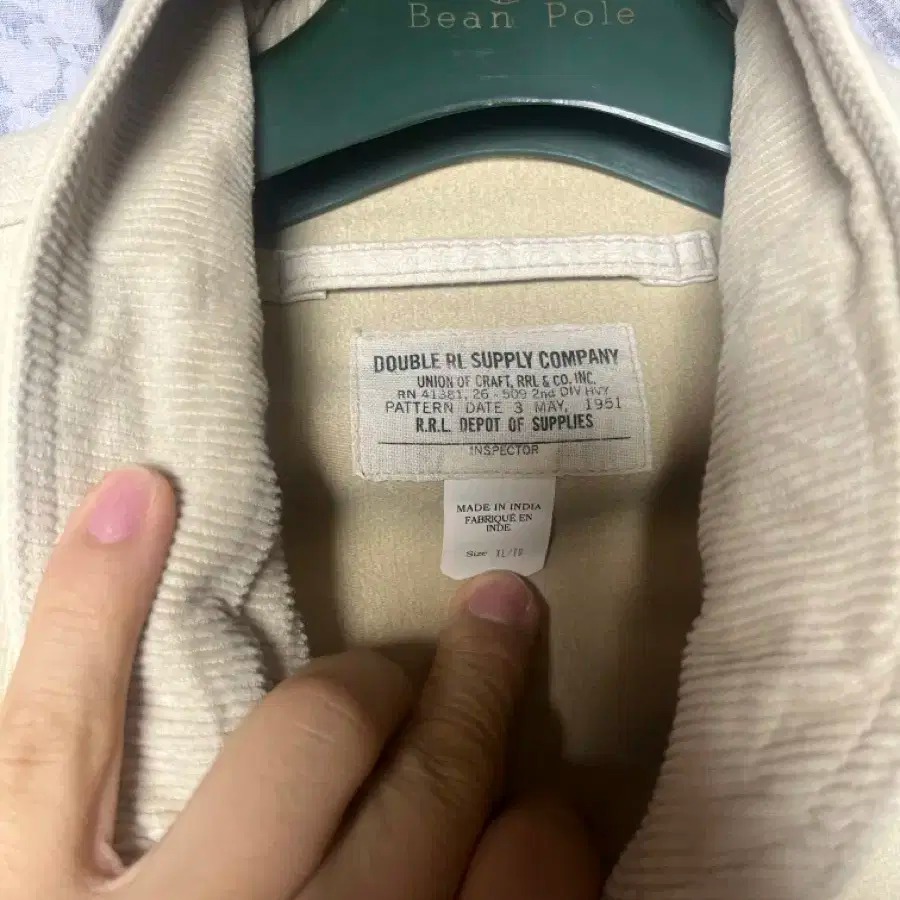 Bean Pole
DOUBLE RL SUPPLY COMPANY
UNION OF CRAFT, RRL & CO. INC.
RN 41381, 26 - 509 2nd DIV HVY
PATTERN DATE 3 MAY, 1951
R.R.L. DEPOT OF SUPPLIES
INSPECTOR
MADE IN INDIA
FABRIQUÉ EN
INDE
Size